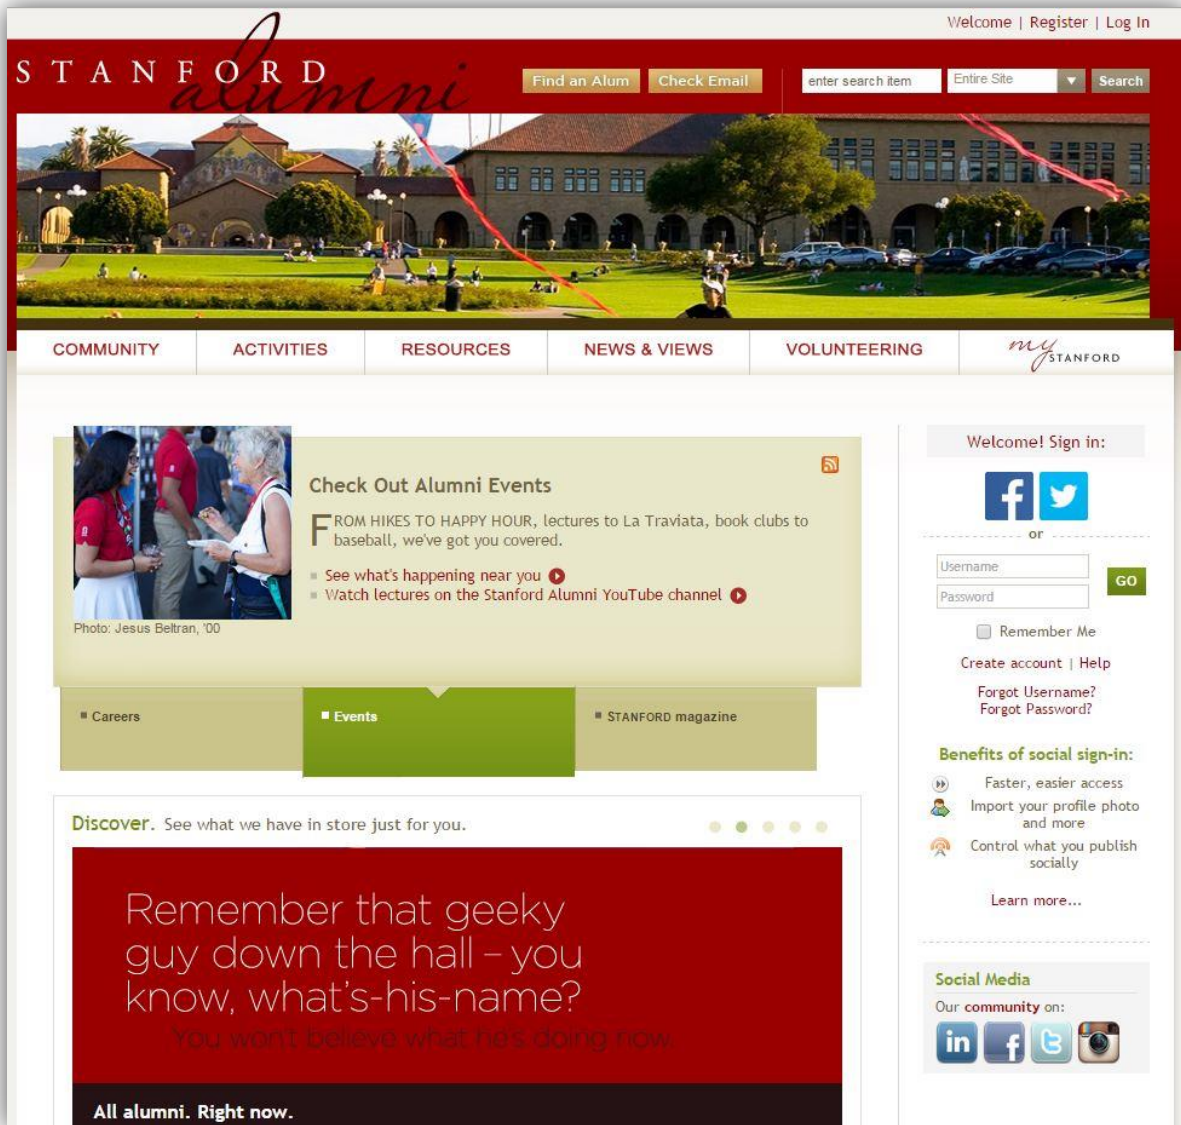 Welcome | Register | Log In
STANFORD alumni
Find an Alum Check Email enter search item Entire Site Search
COMMUNITY ACTIVITIES RESOURCES NEWS & VIEWS VOLUNTEERING my STANFORD
Check Out Alumni Events
FROM HIKES TO HAPPY HOUR, lectures to La Traviata, book clubs to
baseball, we've got you covered.
See what's happening near you
Watch lectures on the Stanford Alumni YouTube channel
Photo: Jesus Beltran, '00
Careers
Events
STANFORD magazine
Discover. See what we have in store just for you.
Remember that geeky
guy down the hall – you
know, what's-his-name?
You won't believe what he's doing now.
All alumni. Right now.
Welcome! Sign in:
or
Username
Password
GO
Remember Me
Create account | Help
Forgot Username?
Forgot Password?
Benefits of social sign-in:
Faster, easier access
Import your profile photo
and more
Control what you publish
socially
Learn more...
Social Media
Our community on:
in